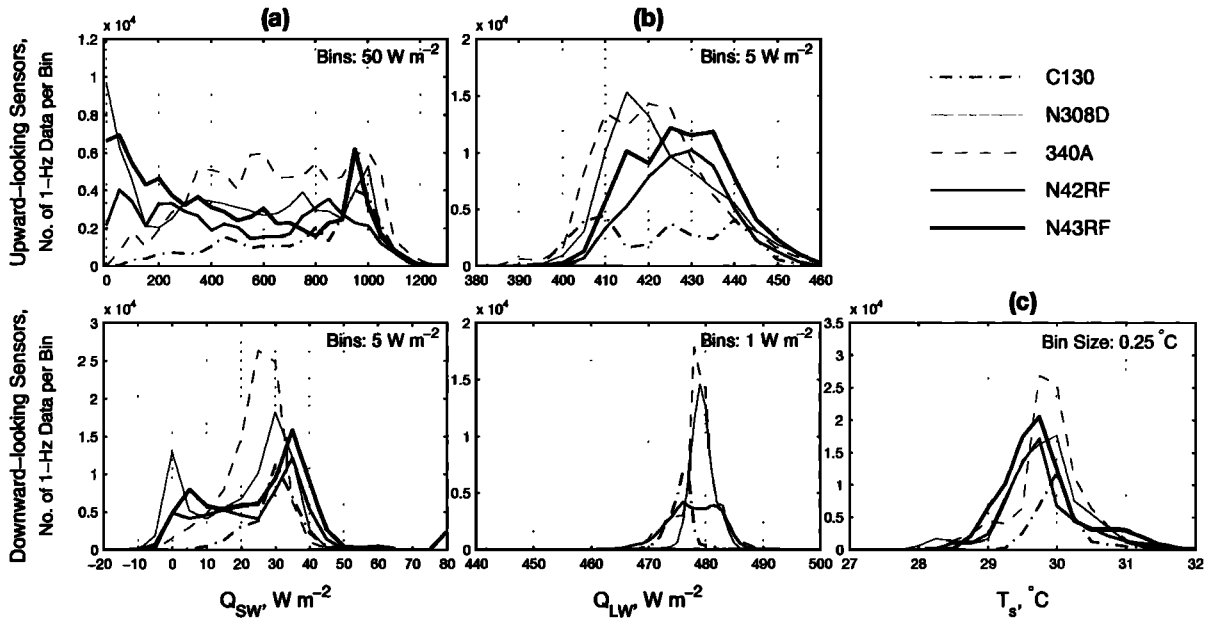 (a)
(b)
x 10^4
x 10^4
Bins: 50 W m^−2
Bins: 5 W m^−2
Upward–looking Sensors,
No. of 1–Hz Data per Bin
1.2
1
0.8
0.6
0.4
0.2
0
0 200 400 600 800 1000 1200
2
1.5
1
0.5
0
380 390 400 410 420 430 440 450 460
C130
N308D
340A
N42RF
N43RF
(c)
x 10^4
x 10^4
x 10^4
Bins: 5 W m^−2
Bins: 1 W m^−2
Bin Size: 0.25 °C
Downward–looking Sensors,
No. of 1–Hz Data per Bin
3
2.5
2
1.5
1
0.5
0
−20 −10 0 10 20 30 40 50 60 70 80
2
1.5
1
0.5
0
440 450 460 470 480 490 500
3.5
3
2.5
2
1.5
1
0.5
0
27 28 29 30 31 32
Q_SW, W m^−2
Q_LW, W m^−2
T_s, °C